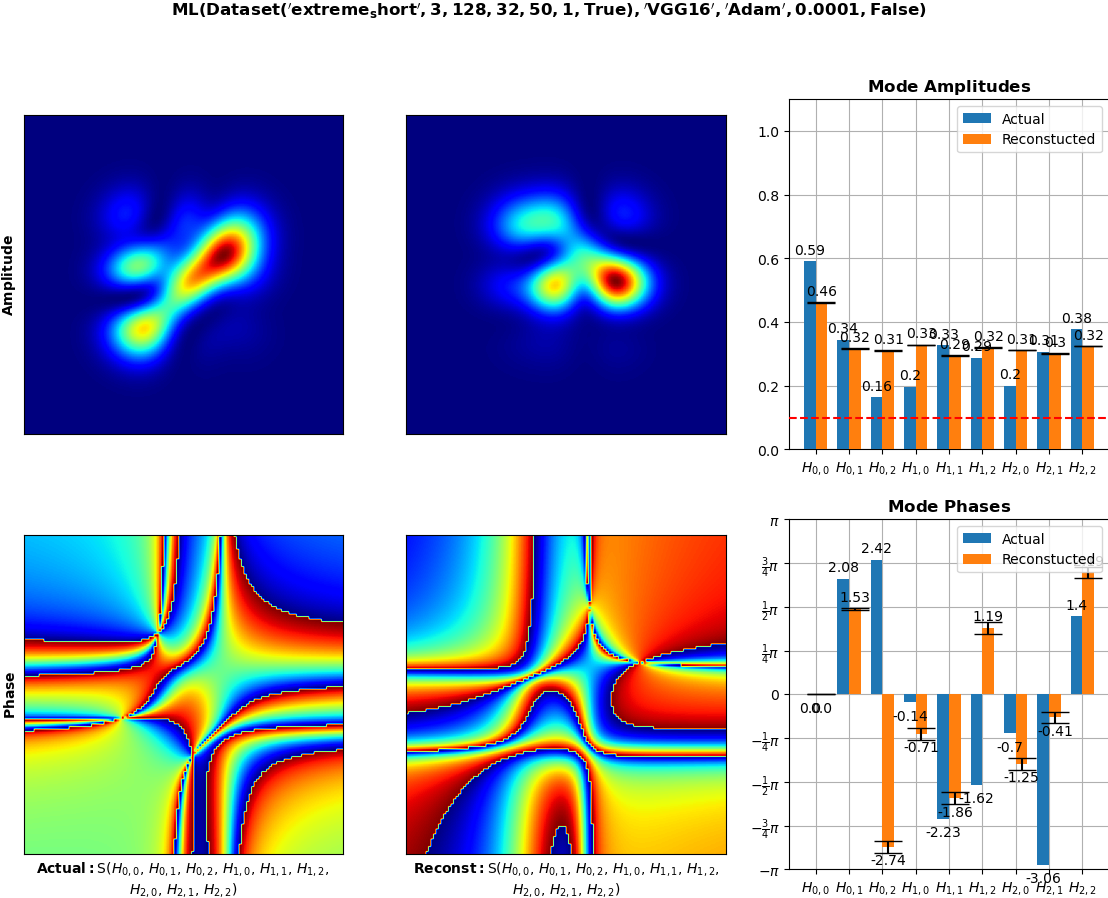 ML(Dataset('extreme_short', 3, 128, 32, 50, 1, True), 'VGG16', 'Adam', 0.0001, False)
Amplitude
Mode Amplitudes
Actual
Reconstucted
1.0
0.8
0.6
0.4
0.2
0.0
0.59
0.46
0.34
0.32
0.16
0.31
0.2
0.33
0.33
0.29
0.29
0.32
0.2
0.31
0.31
0.3
0.38
0.32
H0,0 H0,1 H0,2 H1,0 H1,1 H1,2 H2,0 H2,1 H2,2
Phase
Actual: S(H0,0, H0,1, H0,2, H1,0, H1,1, H1,2,
H2,0, H2,1, H2,2)
Reconst: S(H0,0, H0,1, H0,2, H1,0, H1,1, H1,2,
H2,0, H2,1, H2,2)
Mode Phases
Actual
Reconstucted
π
3/4π
1/2π
1/4π
0
−1/4π
−1/2π
−3/4π
−π
0.0
0.0
2.08
1.53
2.42
-2.74
-0.14
-0.71
-2.23
-1.86
-1.62
1.19
-0.7
-1.25
-3.06
-0.41
1.4
H0,0 H0,1 H0,2 H1,0 H1,1 H1,2 H2,0 H2,1 H2,2